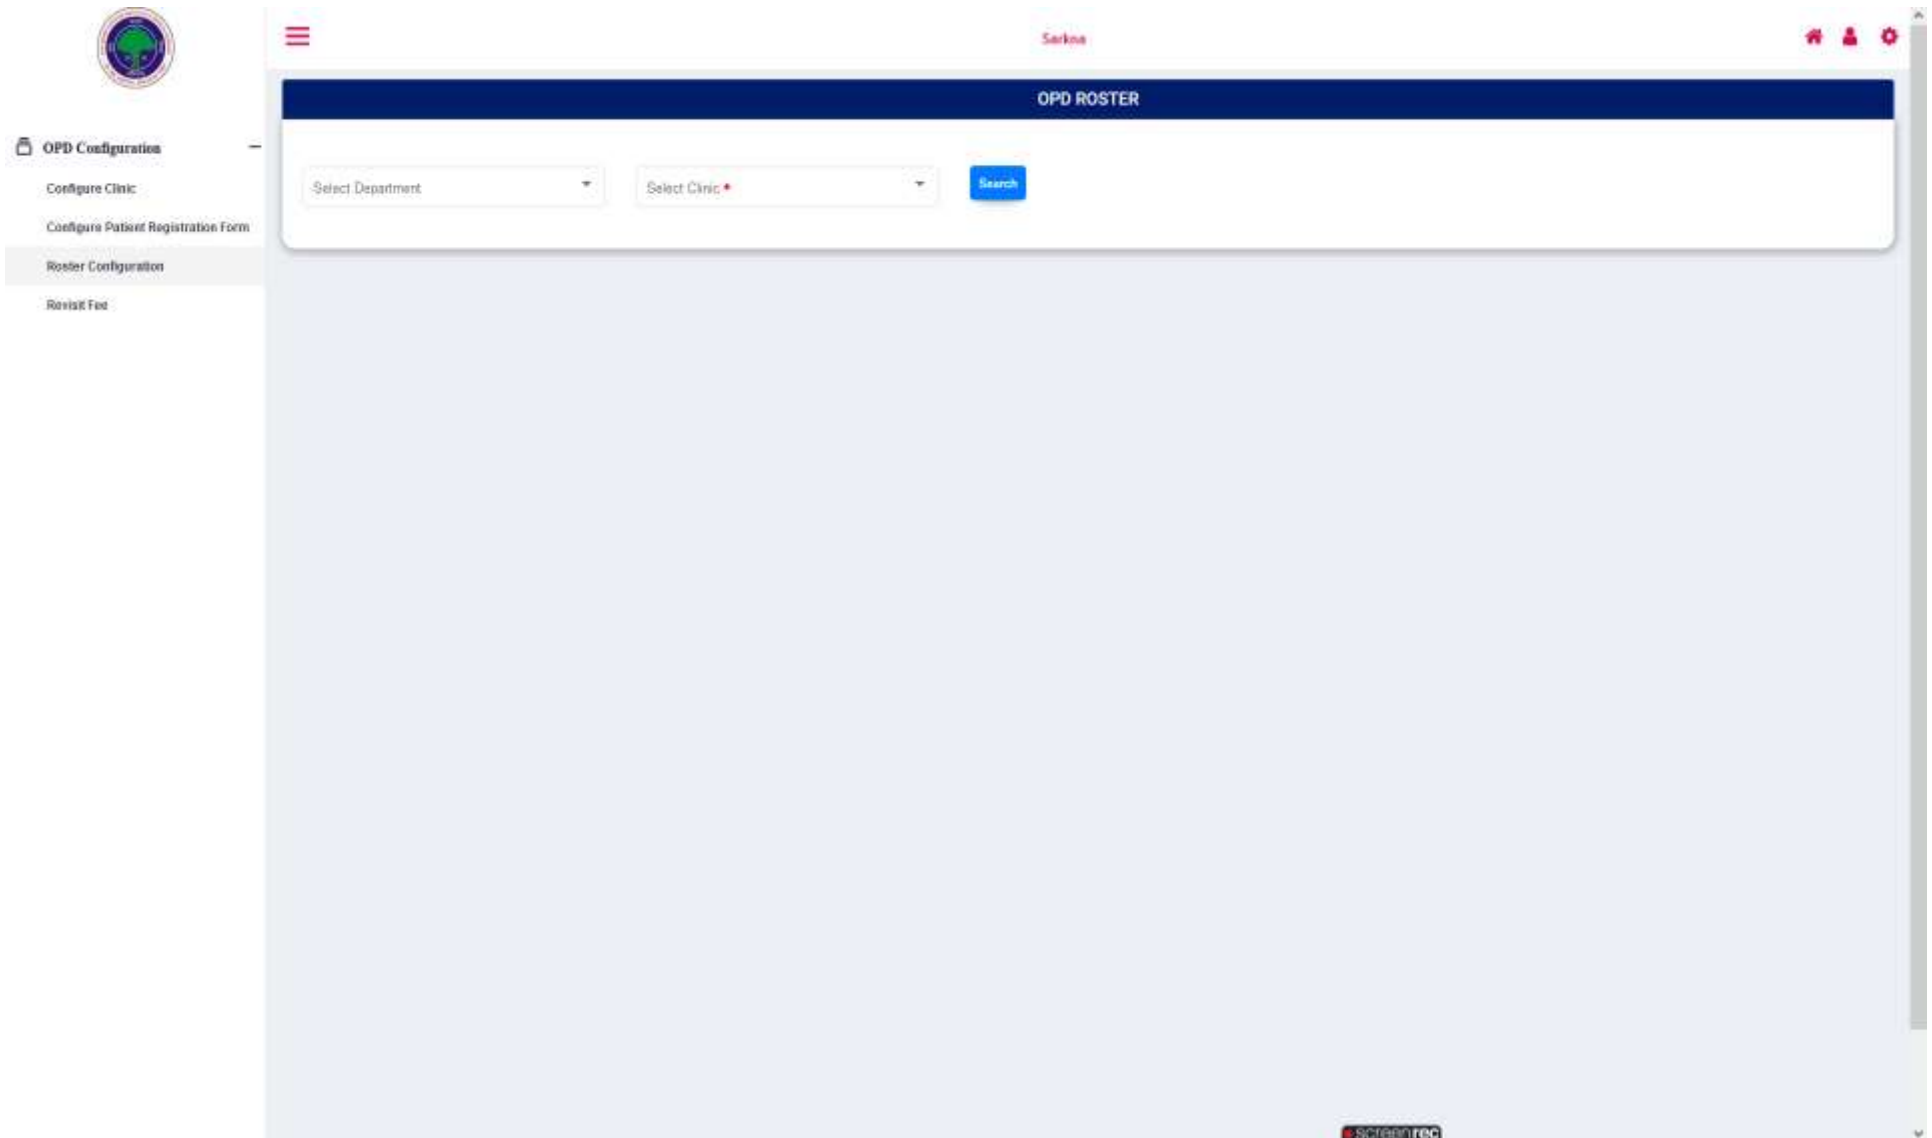 Sarkoa
OPD ROSTER
OPD Configuration
Configure Clinic
Select Department
Select Clinic *
Search
Configure Patient Registration Form
Roster Configuration
Revisit Fee
screenrec